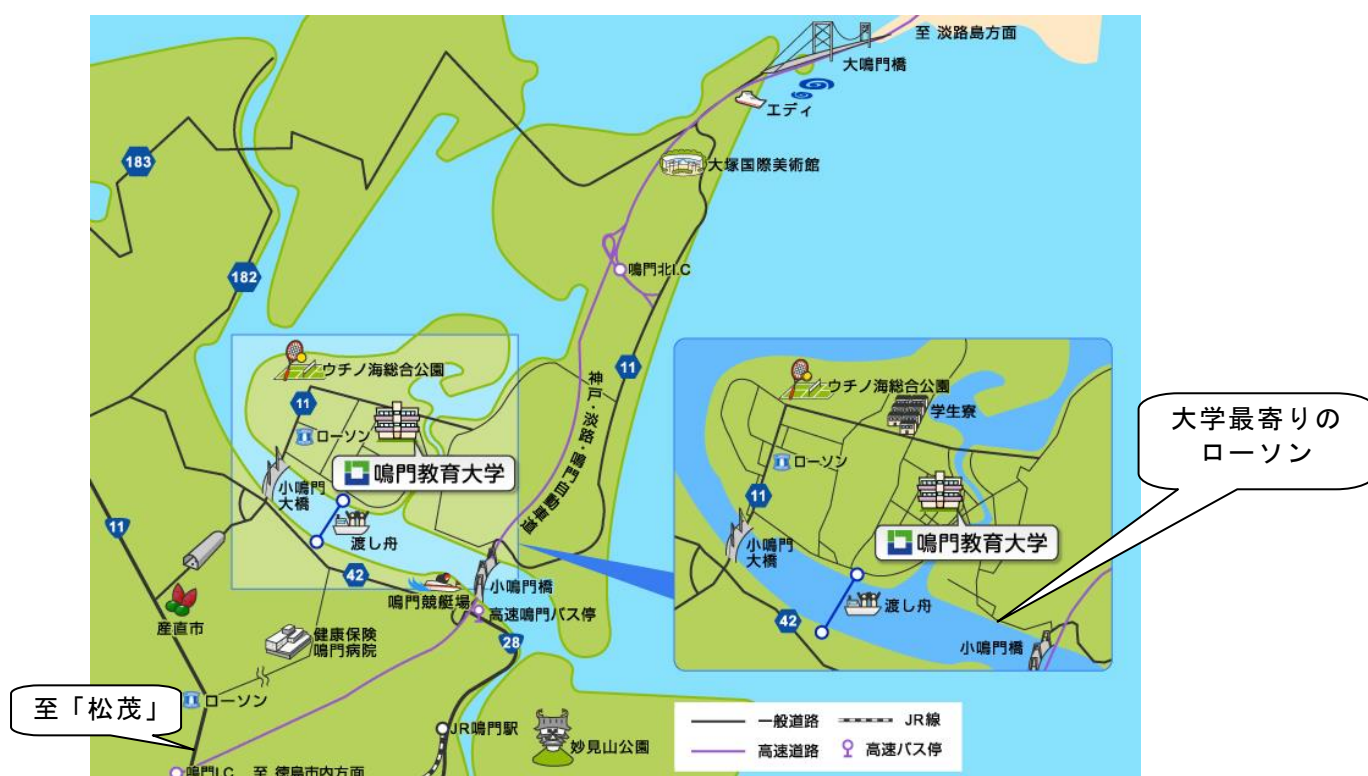 至 淡路島方面
大鳴門橋
エディ
183
大塚国際美術館
182
鳴門北I.C
11
神戸・淡路・鳴門自動車道
ウチノ海総合公園
11
ローソン
鳴門教育大学
小鳴門
大橋
渡し舟
11
42
鳴門競艇場
小鳴門橋
高速鳴門バス停
産直市
健康保険
鳴門病院
28
ローソン
至「松茂」
JR鳴門駅
妙見山公園
鳴門I.C
至 徳島市内方面
ウチノ海総合公園
学生寮
ローソン
11
鳴門教育大学
小鳴門
大橋
渡し舟
42
小鳴門橋
大学最寄りの
ローソン
一般道路
JR線
高速道路
高速バス停